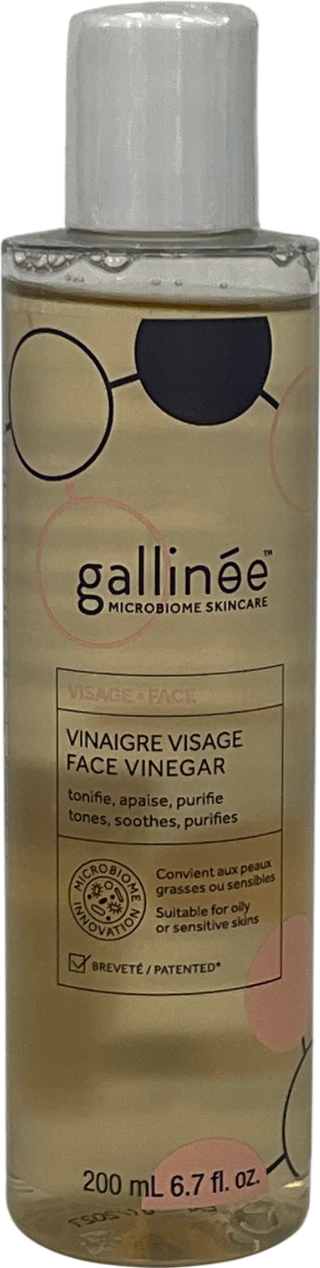 gallinée™
MICROBIOME SKINCARE
VISAGE • FACE
VINAIGRE VISAGE
FACE VINEGAR
tonifie, apaise, purifie
tones, soothes, purifies
MICROBIOME INNOVATION
Convient aux peaux
grasses ou sensibles
Suitable for oily
or sensitive skins
BREVETÉ / PATENTED*
200 mL 6.7 fl. oz.